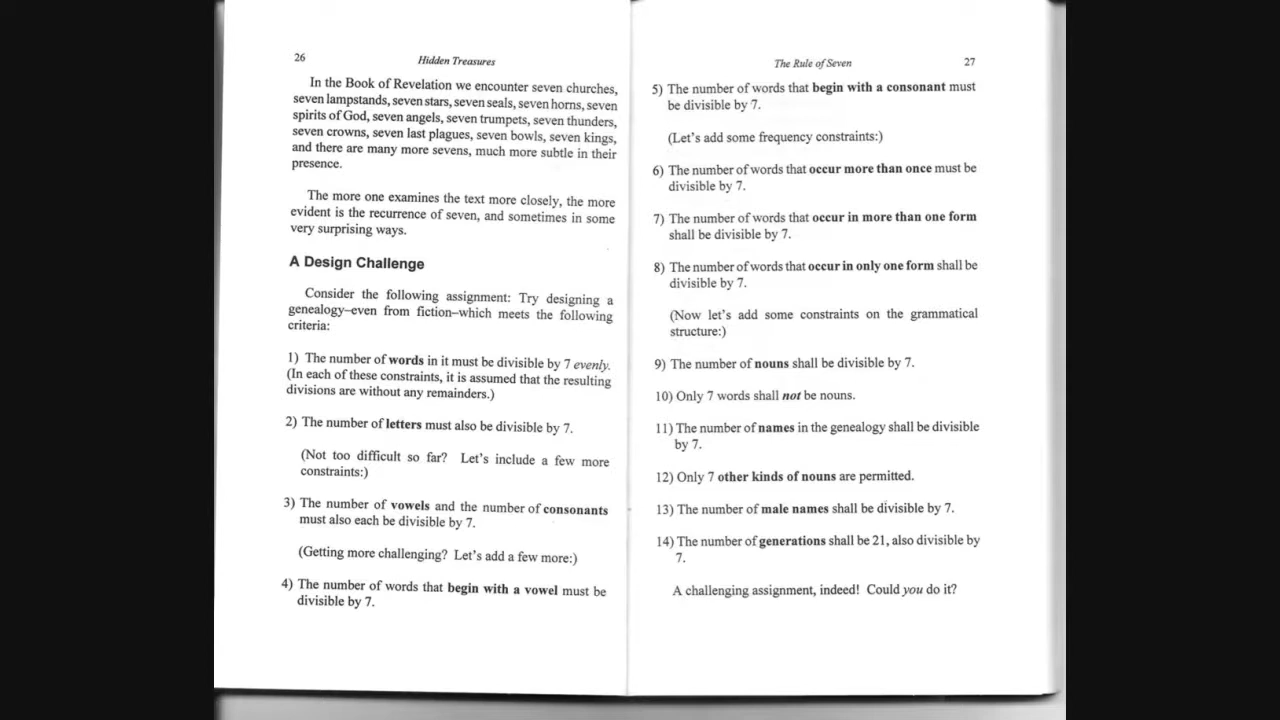 26
Hidden Treasures
In the Book of Revelation we encounter seven churches,
seven lampstands, seven stars, seven seals, seven horns, seven
spirits of God, seven angels, seven trumpets, seven thunders,
seven crowns, seven last plagues, seven bowls, seven kings,
and there are many more sevens, much more subtle in their
presence.
The more one examines the text more closely, the more
evident is the recurrence of seven, and sometimes in some
very surprising ways.
A Design Challenge
Consider the following assignment: Try designing a
genealogy–even from fiction–which meets the following
criteria:
1) The number of words in it must be divisible by 7 evenly.
(In each of these constraints, it is assumed that the resulting
divisions are without any remainders.)
2) The number of letters must also be divisible by 7.
(Not too difficult so far? Let's include a few more
constraints:)
3) The number of vowels and the number of consonants
must also each be divisible by 7.
(Getting more challenging? Let's add a few more:)
4) The number of words that begin with a vowel must be
divisible by 7.
The Rule of Seven
27
5) The number of words that begin with a consonant must
be divisible by 7.
(Let's add some frequency constraints:)
6) The number of words that occur more than once must be
divisible by 7.
7) The number of words that occur in more than one form
shall be divisible by 7.
8) The number of words that occur in only one form shall be
divisible by 7.
(Now let's add some constraints on the grammatical
structure:)
9) The number of nouns shall be divisible by 7.
10) Only 7 words shall not be nouns.
11) The number of names in the genealogy shall be divisible
by 7.
12) Only 7 other kinds of nouns are permitted.
13) The number of male names shall be divisible by 7.
14) The number of generations shall be 21, also divisible by
7.
A challenging assignment, indeed! Could you do it?